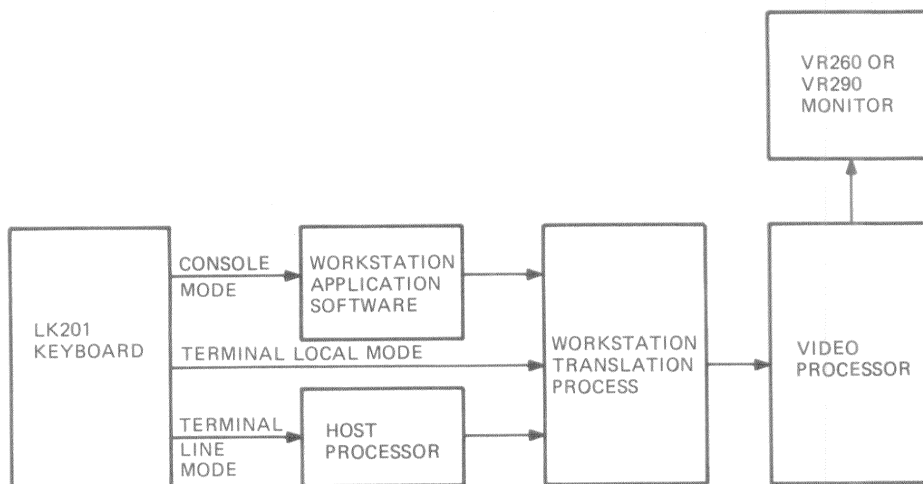 VR260 OR
VR290
MONITOR
LK201
KEYBOARD
CONSOLE
MODE
WORKSTATION
APPLICATION
SOFTWARE
TERMINAL LOCAL MODE
TERMINAL
LINE
MODE
HOST
PROCESSOR
WORKSTATION
TRANSLATION
PROCESS
VIDEO
PROCESSOR